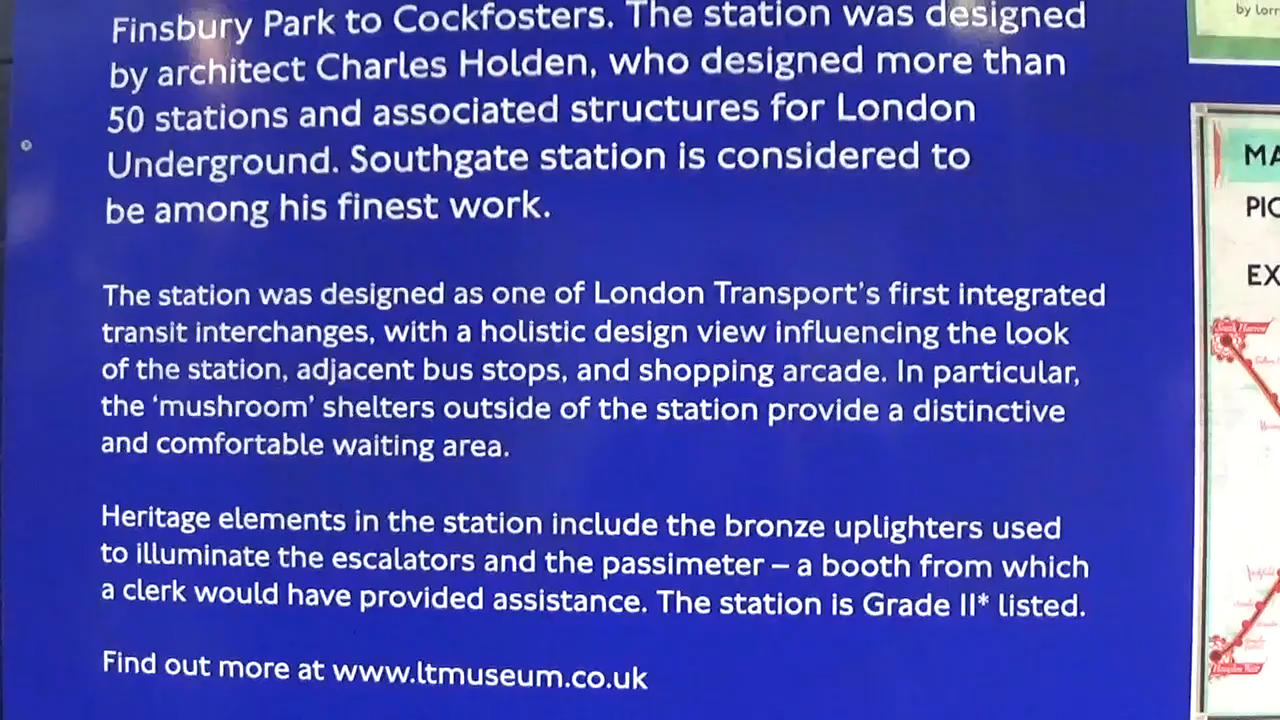 Finsbury Park to Cockfosters. The station was designed
by architect Charles Holden, who designed more than
50 stations and associated structures for London
Underground. Southgate station is considered to
be among his finest work.
The station was designed as one of London Transport's first integrated
transit interchanges, with a holistic design view influencing the look
of the station, adjacent bus stops, and shopping arcade. In particular,
the 'mushroom' shelters outside of the station provide a distinctive
and comfortable waiting area.
Heritage elements in the station include the bronze uplighters used
to illuminate the escalators and the passimeter – a booth from which
a clerk would have provided assistance. The station is Grade II* listed.
Find out more at www.ltmuseum.co.uk
by Lorr
MA
PIC
EX
South Harrow